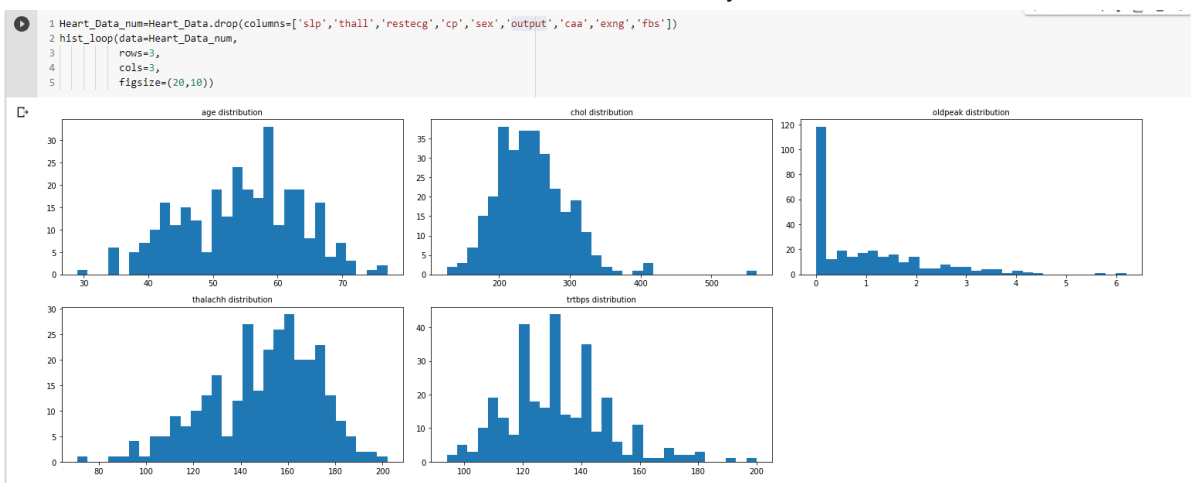 1 Heart_Data_num=Heart_Data.drop(columns=['slp','thall','restecg','cp','sex','output','caa','exng','fbs'])
2 hist_loop(data=Heart_Data_num,
3 rows=3,
4 cols=3,
5 figsize=(20,10))
age distribution
30
25
20
15
10
5
0
30 40 50 60 70
chol distribution
35
30
25
20
15
10
5
0
200 300 400 500
oldpeak distribution
120
100
80
60
40
20
0
0 1 2 3 4 5 6
thalachh distribution
30
25
20
15
10
5
0
80 100 120 140 160 180 200
trtbps distribution
40
30
20
10
0
100 120 140 160 180 200